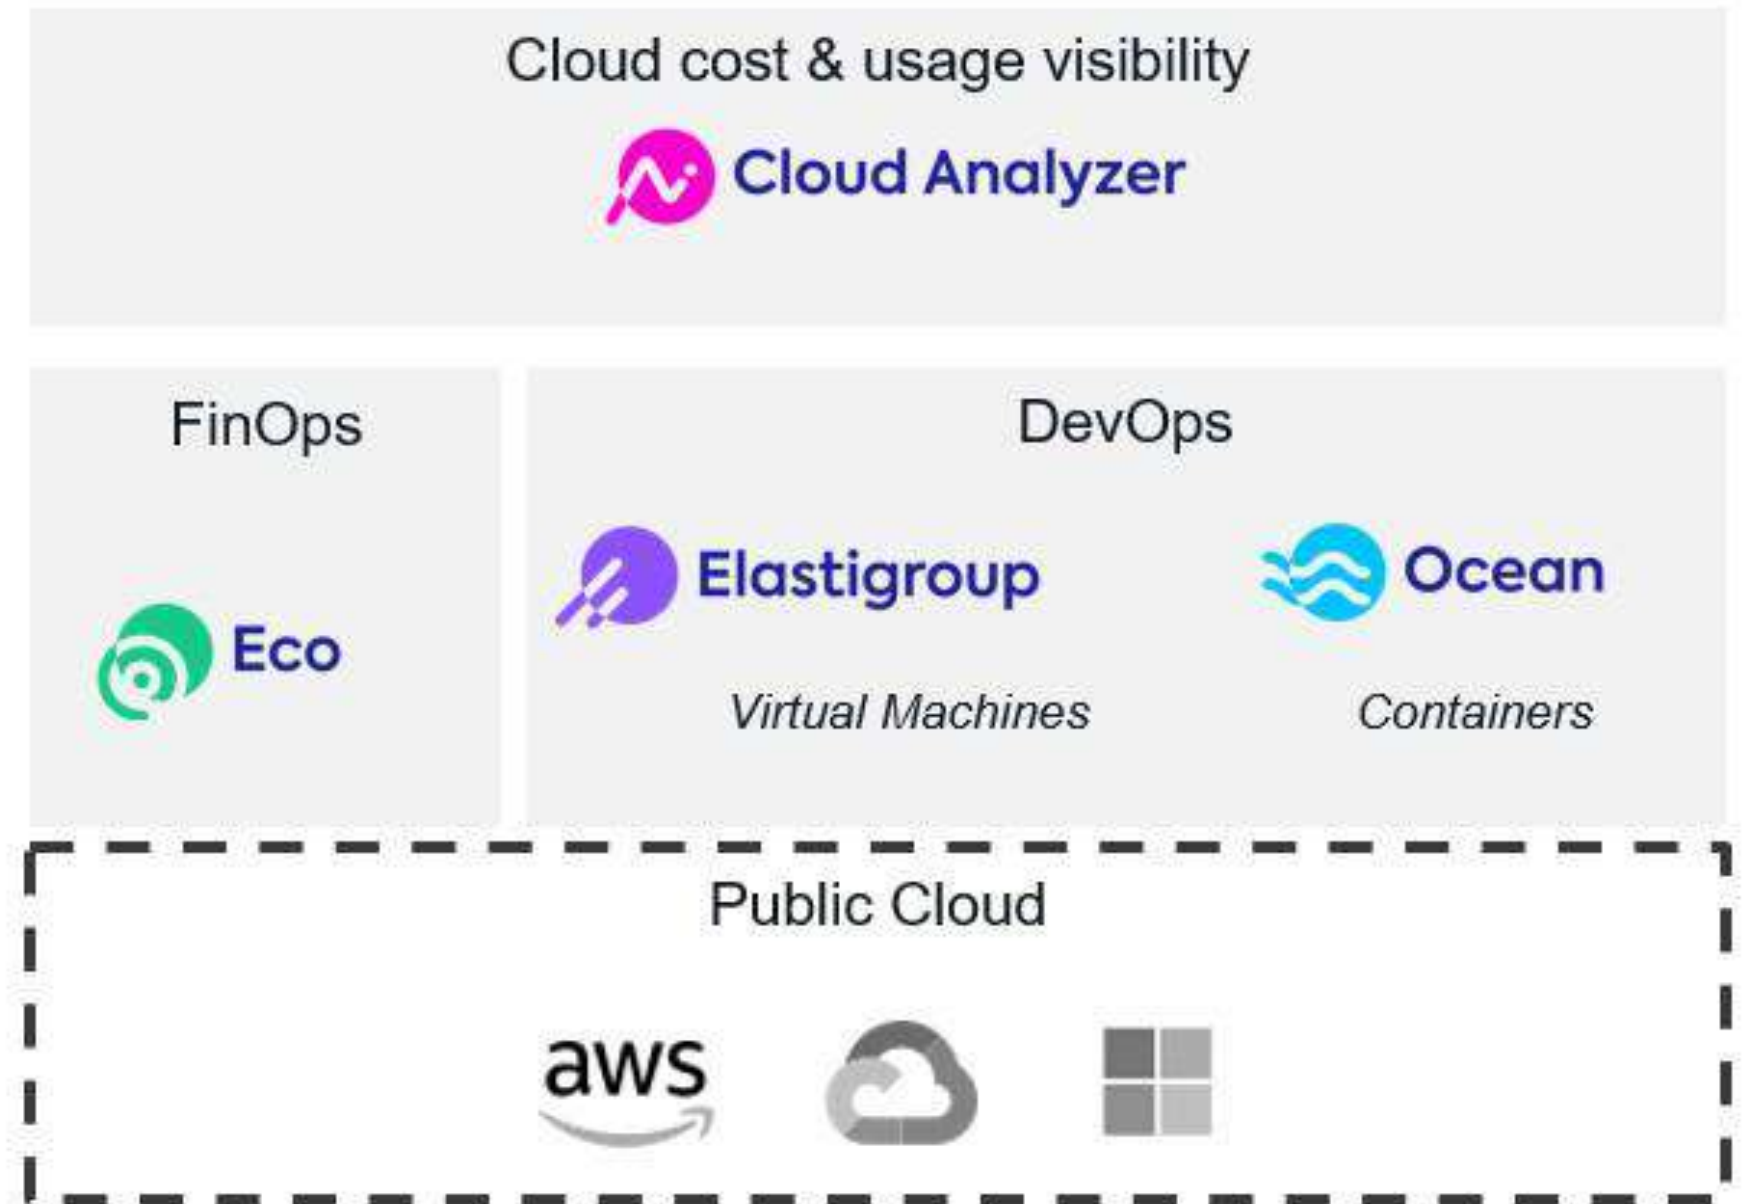 Cloud cost & usage visibility
Cloud Analyzer
FinOps
Eco
DevOps
Elastigroup
Ocean
Virtual Machines
Containers
Public Cloud
aws